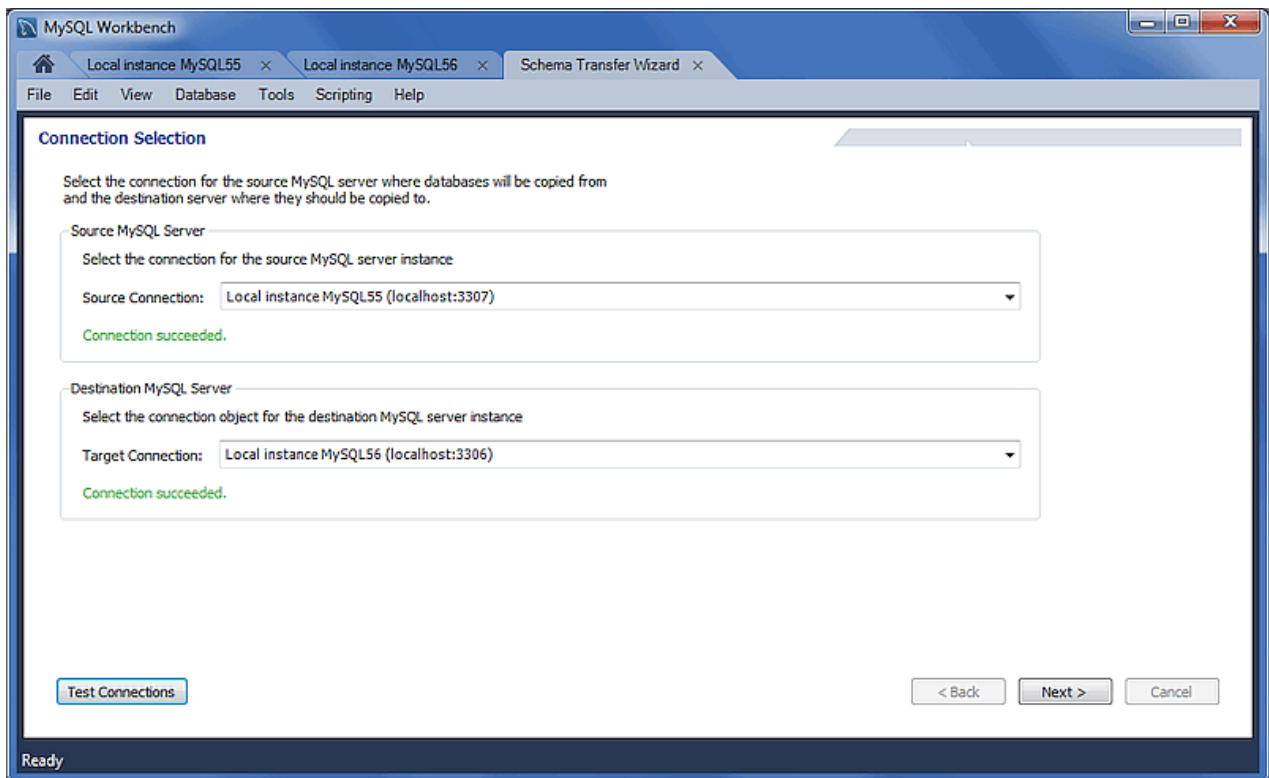 MySQL Workbench
Local instance MySQL55 × Local instance MySQL56 × Schema Transfer Wizard ×
File Edit View Database Tools Scripting Help
Connection Selection
Select the connection for the source MySQL server where databases will be copied from
and the destination server where they should be copied to.
Source MySQL Server
Select the connection for the source MySQL server instance
Source Connection: Local instance MySQL55 (localhost:3307)
Connection succeeded.
Destination MySQL Server
Select the connection object for the destination MySQL server instance
Target Connection: Local instance MySQL56 (localhost:3306)
Connection succeeded.
Test Connections < Back Next > Cancel
Ready